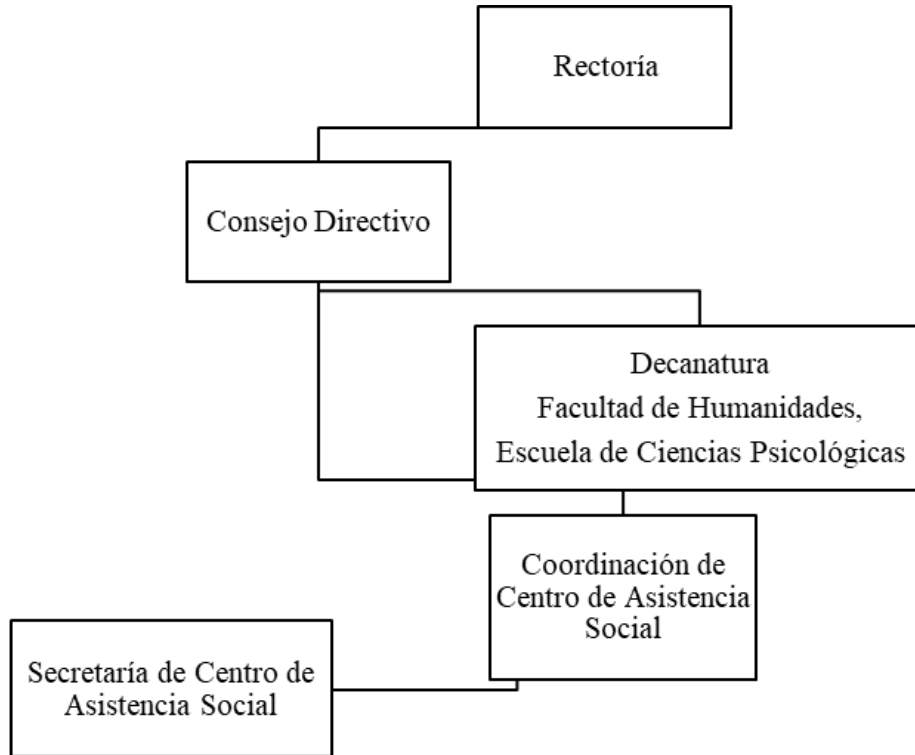 Rectoría
Consejo Directivo
Decanatura
Facultad de Humanidades,
Escuela de Ciencias Psicológicas
Coordinación de
Centro de Asistencia
Social
Secretaría de Centro de
Asistencia Social